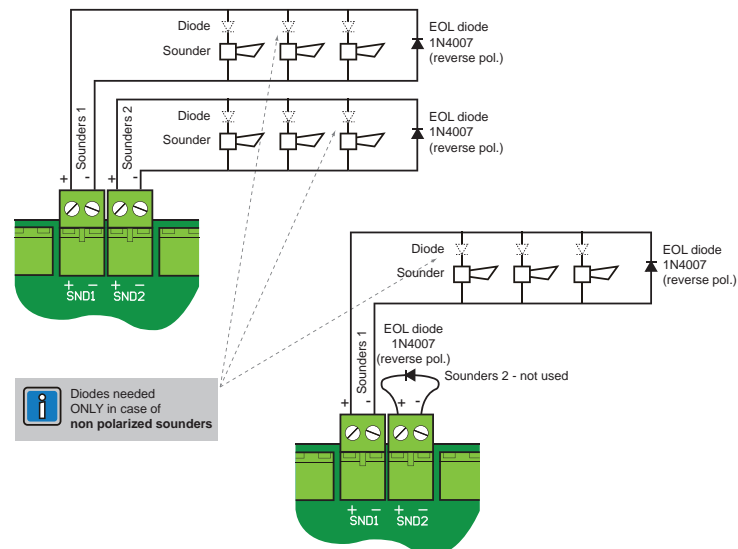 Diode
Sounder
EOL diode
1N4007
(reverse pol.)
Sounders 1
Sounders 2
Diode
Sounder
EOL diode
1N4007
(reverse pol.)
+ - + -
+ − + −
SND1 SND2
Diode
Sounder
EOL diode
1N4007
(reverse pol.)
Sounders 1
EOL diode
1N4007
(reverse pol.)
Sounders 2 - not used
+ - + -
+ − + −
SND1 SND2
i
Diodes needed
ONLY in case of
non polarized sounders